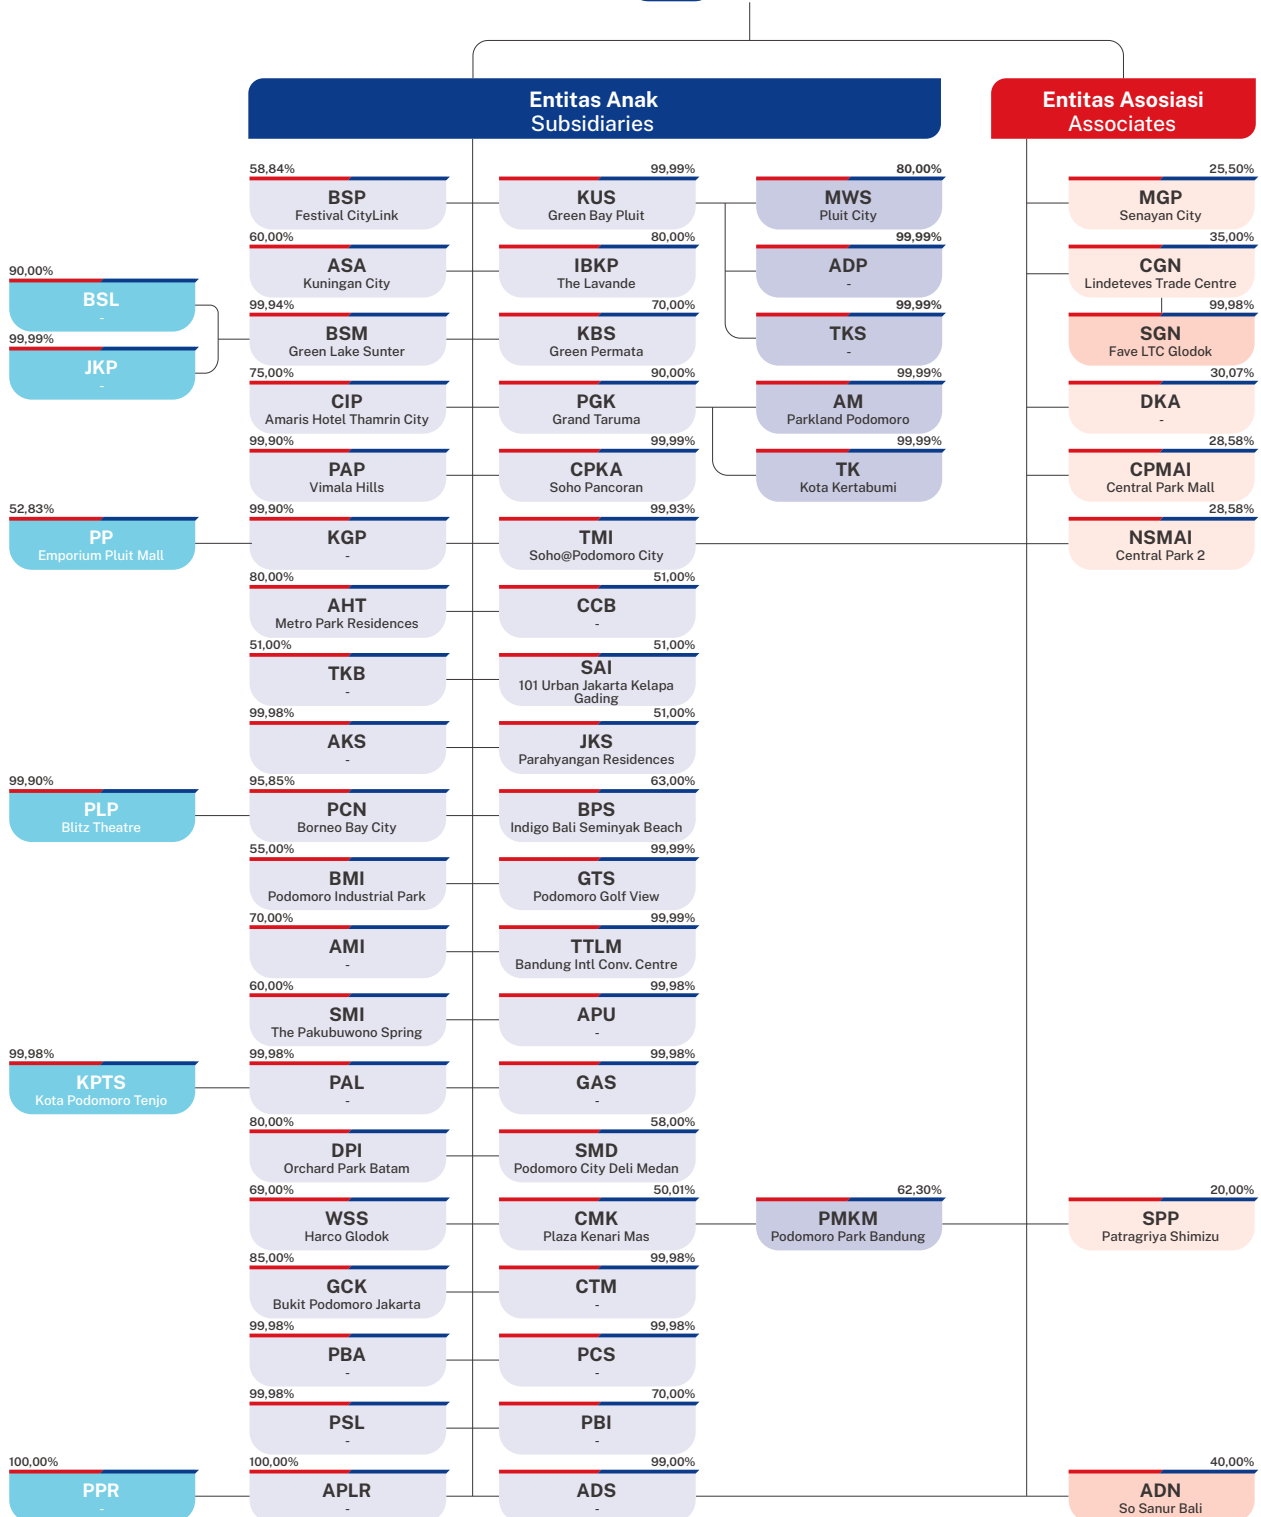 Entitas Anak
Subsidiaries
Entitas Asosiasi
Associates
58,84%
BSP
Festival CityLink
99,99%
KUS
Green Bay Pluit
80,00%
MWS
Pluit City
25,50%
MGP
Senayan City
60,00%
ASA
Kuningan City
80,00%
IBKP
The Lavande
99,99%
ADP
-
35,00%
CGN
Lindeteves Trade Centre
90,00%
BSL
-
99,94%
BSM
Green Lake Sunter
70,00%
KBS
Green Permata
99,99%
TKS
-
99,98%
SGN
Fave LTC Glodok
99,99%
JKP
-
75,00%
CIP
Amaris Hotel Thamrin City
90,00%
PGK
Grand Taruma
99,99%
AM
Parkland Podomoro
30,07%
DKA
-
99,90%
PAP
Vimala Hills
99,99%
CPKA
Soho Pancoran
99,99%
TK
Kota Kertabumi
28,58%
CPMAI
Central Park Mall
52,83%
PP
Emporium Pluit Mall
99,90%
KGP
-
99,93%
TMI
Soho@Podomoro City
28,58%
NSMAI
Central Park 2
80,00%
AHT
Metro Park Residences
51,00%
CCB
-
51,00%
TKB
-
51,00%
SAI
101 Urban Jakarta Kelapa
Gading
99,98%
AKS
-
51,00%
JKS
Parahyangan Residences
99,90%
PLP
Blitz Theatre
95,85%
PCN
Borneo Bay City
63,00%
BPS
Indigo Bali Seminyak Beach
55,00%
BMI
Podomoro Industrial Park
99,99%
GTS
Podomoro Golf View
70,00%
AMI
-
99,99%
TTLM
Bandung Intl Conv. Centre
60,00%
SMI
The Pakubuwono Spring
99,98%
APU
-
99,98%
KPTS
Kota Podomoro Tenjo
99,98%
PAL
-
99,98%
GAS
-
80,00%
DPI
Orchard Park Batam
58,00%
SMD
Podomoro City Deli Medan
69,00%
WSS
Harco Glodok
50,01%
CMK
Plaza Kenari Mas
62,30%
PMKM
Podomoro Park Bandung
20,00%
SPP
Patragriya Shimizu
85,00%
GCK
Bukit Podomoro Jakarta
99,98%
CTM
-
99,98%
PBA
-
99,98%
PCS
-
99,98%
PSL
-
70,00%
PBI
-
100,00%
PPR
-
100,00%
APLR
-
99,00%
ADS
-
40,00%
ADN
So Sanur Bali